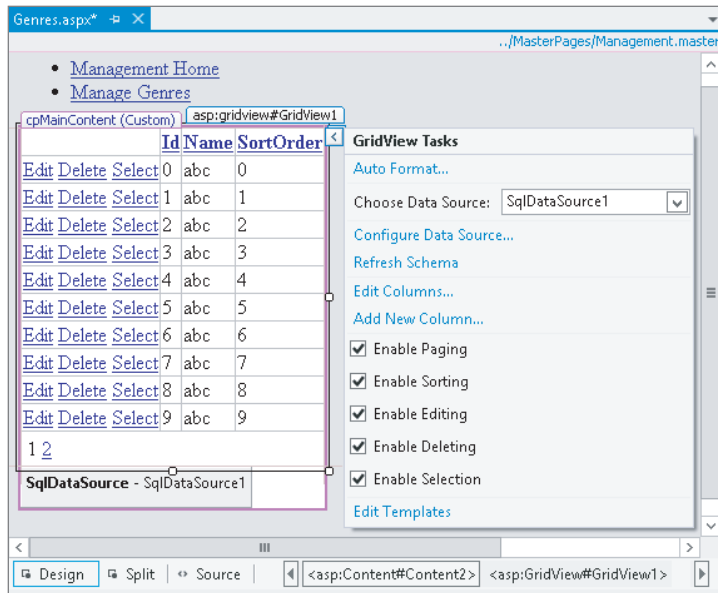 Genres.aspx*
../MasterPages/Management.master
• Management Home
• Manage Genres
cpMainContent (Custom) asp:gridview#GridView1
Id Name SortOrder
Edit Delete Select 0 abc 0
Edit Delete Select 1 abc 1
Edit Delete Select 2 abc 2
Edit Delete Select 3 abc 3
Edit Delete Select 4 abc 4
Edit Delete Select 5 abc 5
Edit Delete Select 6 abc 6
Edit Delete Select 7 abc 7
Edit Delete Select 8 abc 8
Edit Delete Select 9 abc 9
1 2
SqlDataSource - SqlDataSource1
GridView Tasks
Auto Format...
Choose Data Source: SqlDataSource1
Configure Data Source...
Refresh Schema
Edit Columns...
Add New Column...
Enable Paging
Enable Sorting
Enable Editing
Enable Deleting
Enable Selection
Edit Templates
Design Split Source <asp:Content#Content2> <asp:GridView#GridView1>